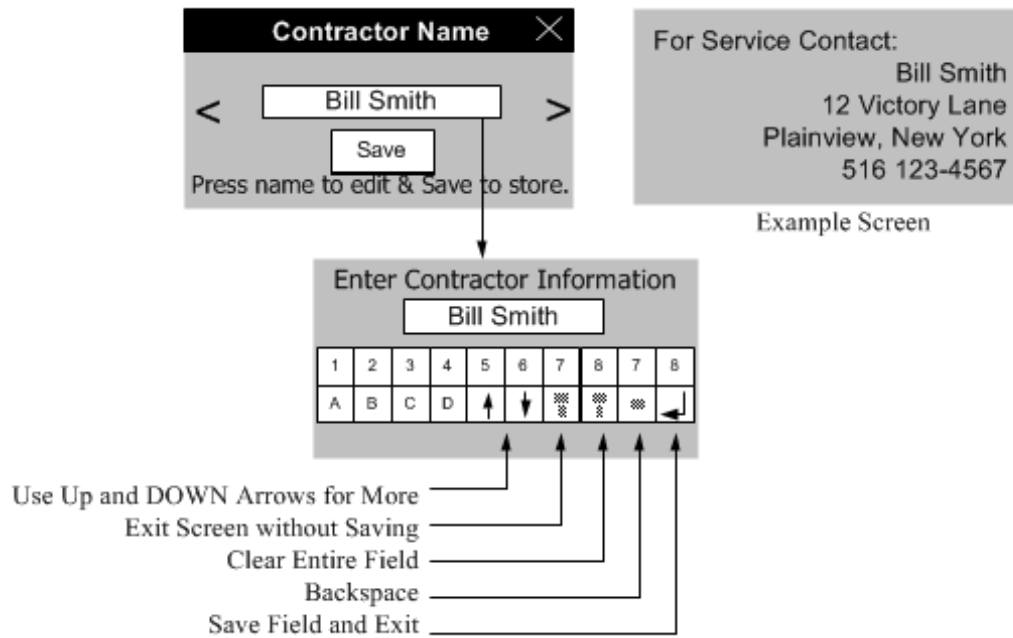 Contractor Name
< Bill Smith >
Save
Press name to edit & Save to store.
For Service Contact:
Bill Smith
12 Victory Lane
Plainview, New York
516 123-4567
Example Screen
Enter Contractor Information
Bill Smith
1 2 3 4 5 6 7 8 7 8
A B C D
Use Up and DOWN Arrows for More
Exit Screen without Saving
Clear Entire Field
Backspace
Save Field and Exit